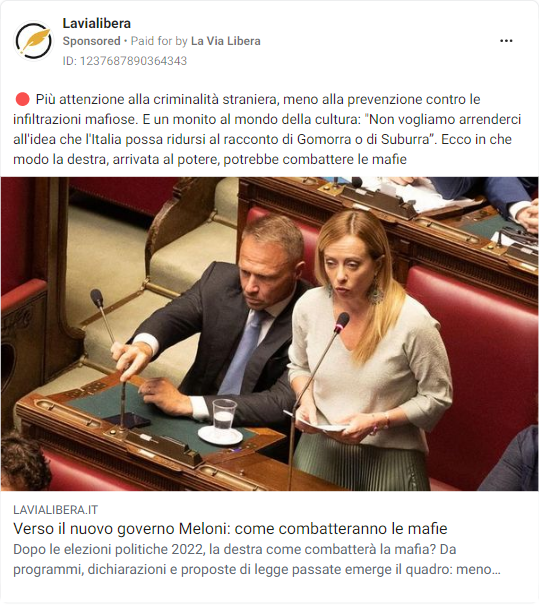 Lavialibera
Sponsored • Paid for by La Via Libera
ID: 1237687890364343
🔴 Più attenzione alla criminalità straniera, meno alla prevenzione contro le
infiltrazioni mafiose. E un monito al mondo della cultura: "Non vogliamo arrenderci
all'idea che l'Italia possa ridursi al racconto di Gomorra o di Suburra”. Ecco in che
modo la destra, arrivata al potere, potrebbe combattere le mafie
LAVIALIBERA.IT
Verso il nuovo governo Meloni: come combatteranno le mafie
Dopo le elezioni politiche 2022, la destra come combatterà la mafia? Da
programmi, dichiarazioni e proposte di legge passate emerge il quadro: meno...